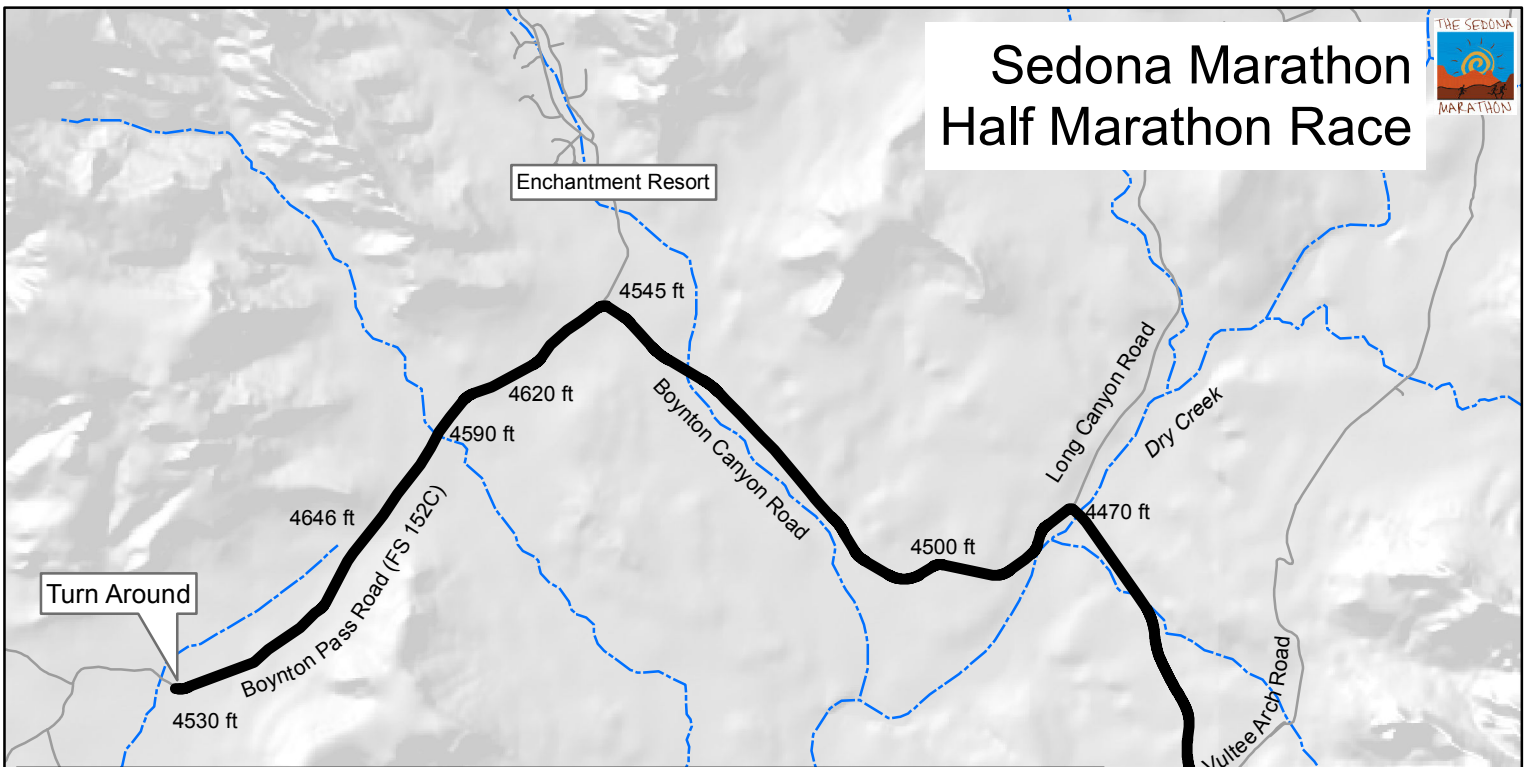 THE SEDONA
MARATHON
Sedona Marathon
Half Marathon Race
Enchantment Resort
4545 ft
4620 ft
4590 ft
4646 ft
Boynton Canyon Road
Long Canyon Road
Dry Creek
4470 ft
4500 ft
Turn Around
Boynton Pass Road (FS 152C)
4530 ft
Vultee Arch Road